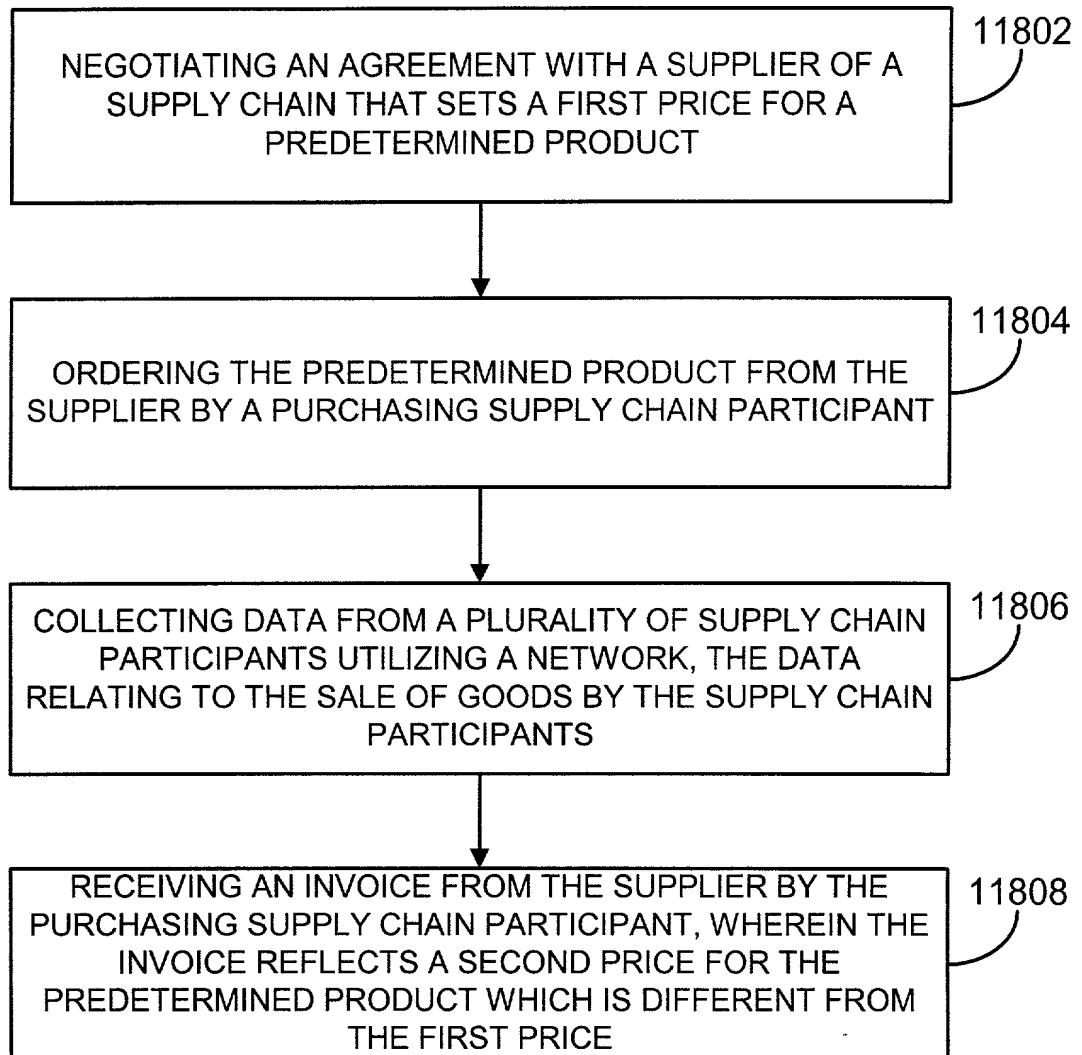 11802
NEGOTIATING AN AGREEMENT WITH A SUPPLIER OF A
SUPPLY CHAIN THAT SETS A FIRST PRICE FOR A
PREDETERMINED PRODUCT
11804
ORDERING THE PREDETERMINED PRODUCT FROM THE
SUPPLIER BY A PURCHASING SUPPLY CHAIN PARTICIPANT
11806
COLLECTING DATA FROM A PLURALITY OF SUPPLY CHAIN
PARTICIPANTS UTILIZING A NETWORK, THE DATA
RELATING TO THE SALE OF GOODS BY THE SUPPLY CHAIN
PARTICIPANTS
11808
RECEIVING AN INVOICE FROM THE SUPPLIER BY THE
PURCHASING SUPPLY CHAIN PARTICIPANT, WHEREIN THE
INVOICE REFLECTS A SECOND PRICE FOR THE
PREDETERMINED PRODUCT WHICH IS DIFFERENT FROM
THE FIRST PRICE